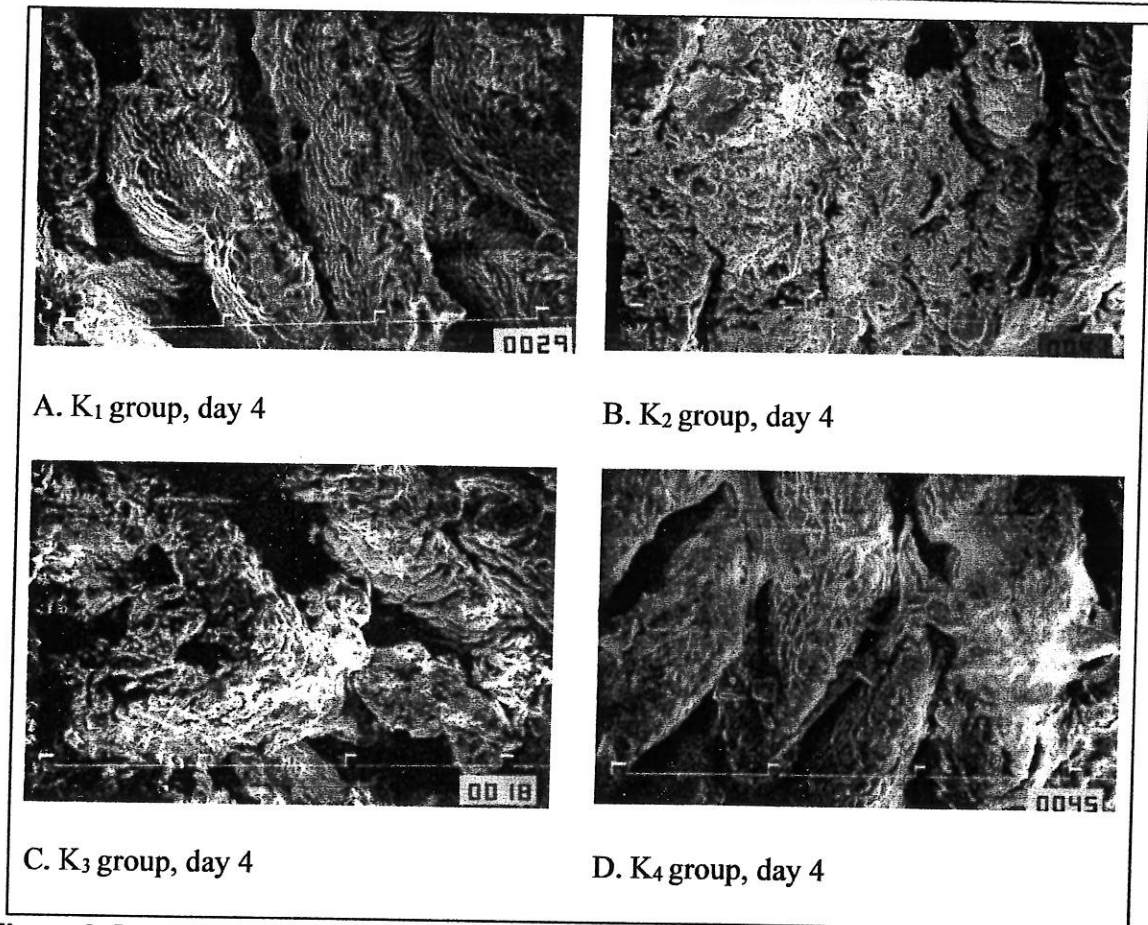 0029
A. K₁ group, day 4
B. K₂ group, day 4
0018
0045
C. K₃ group, day 4
D. K₄ group, day 4